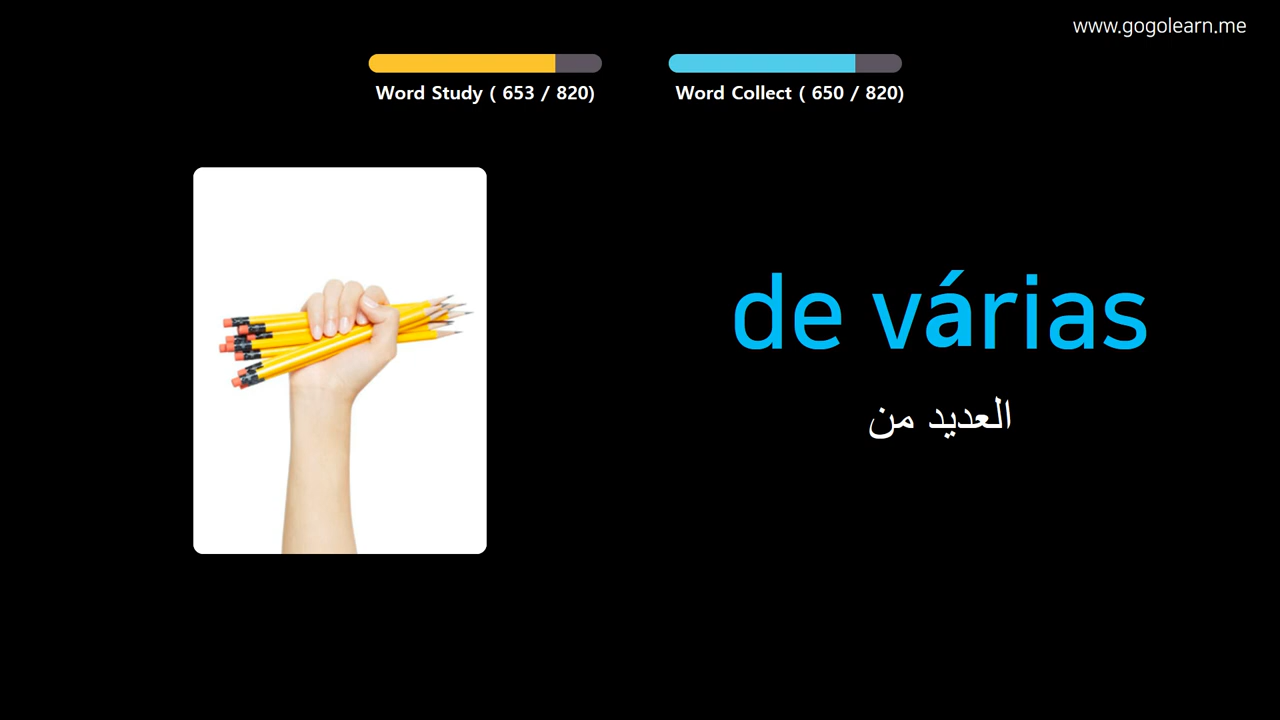 www.gogolearn.me
Word Study ( 653 / 820)
Word Collect ( 650 / 820)
de várias
العديد من